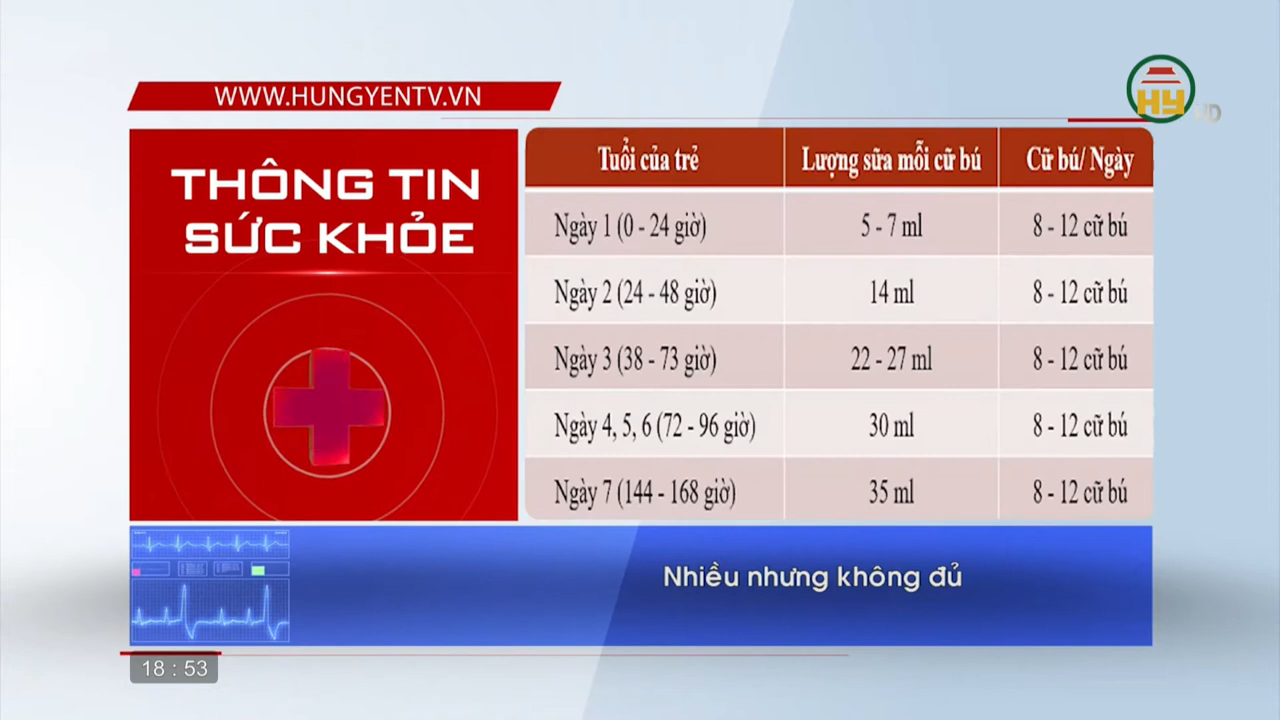 WWW.HUNGYENTV.VN
HY
HD
THÔNG TIN
SỨC KHỎE
Tuổi của trẻ Lượng sữa mỗi cữ bú Cữ bú/ Ngày
Ngày 1 (0 - 24 giờ) 5 - 7 ml 8 - 12 cữ bú
Ngày 2 (24 - 48 giờ) 14 ml 8 - 12 cữ bú
Ngày 3 (38 - 73 giờ) 22 - 27 ml 8 - 12 cữ bú
Ngày 4, 5, 6 (72 - 96 giờ) 30 ml 8 - 12 cữ bú
Ngày 7 (144 - 168 giờ) 35 ml 8 - 12 cữ bú
Nhiều nhưng không đủ
18 : 53